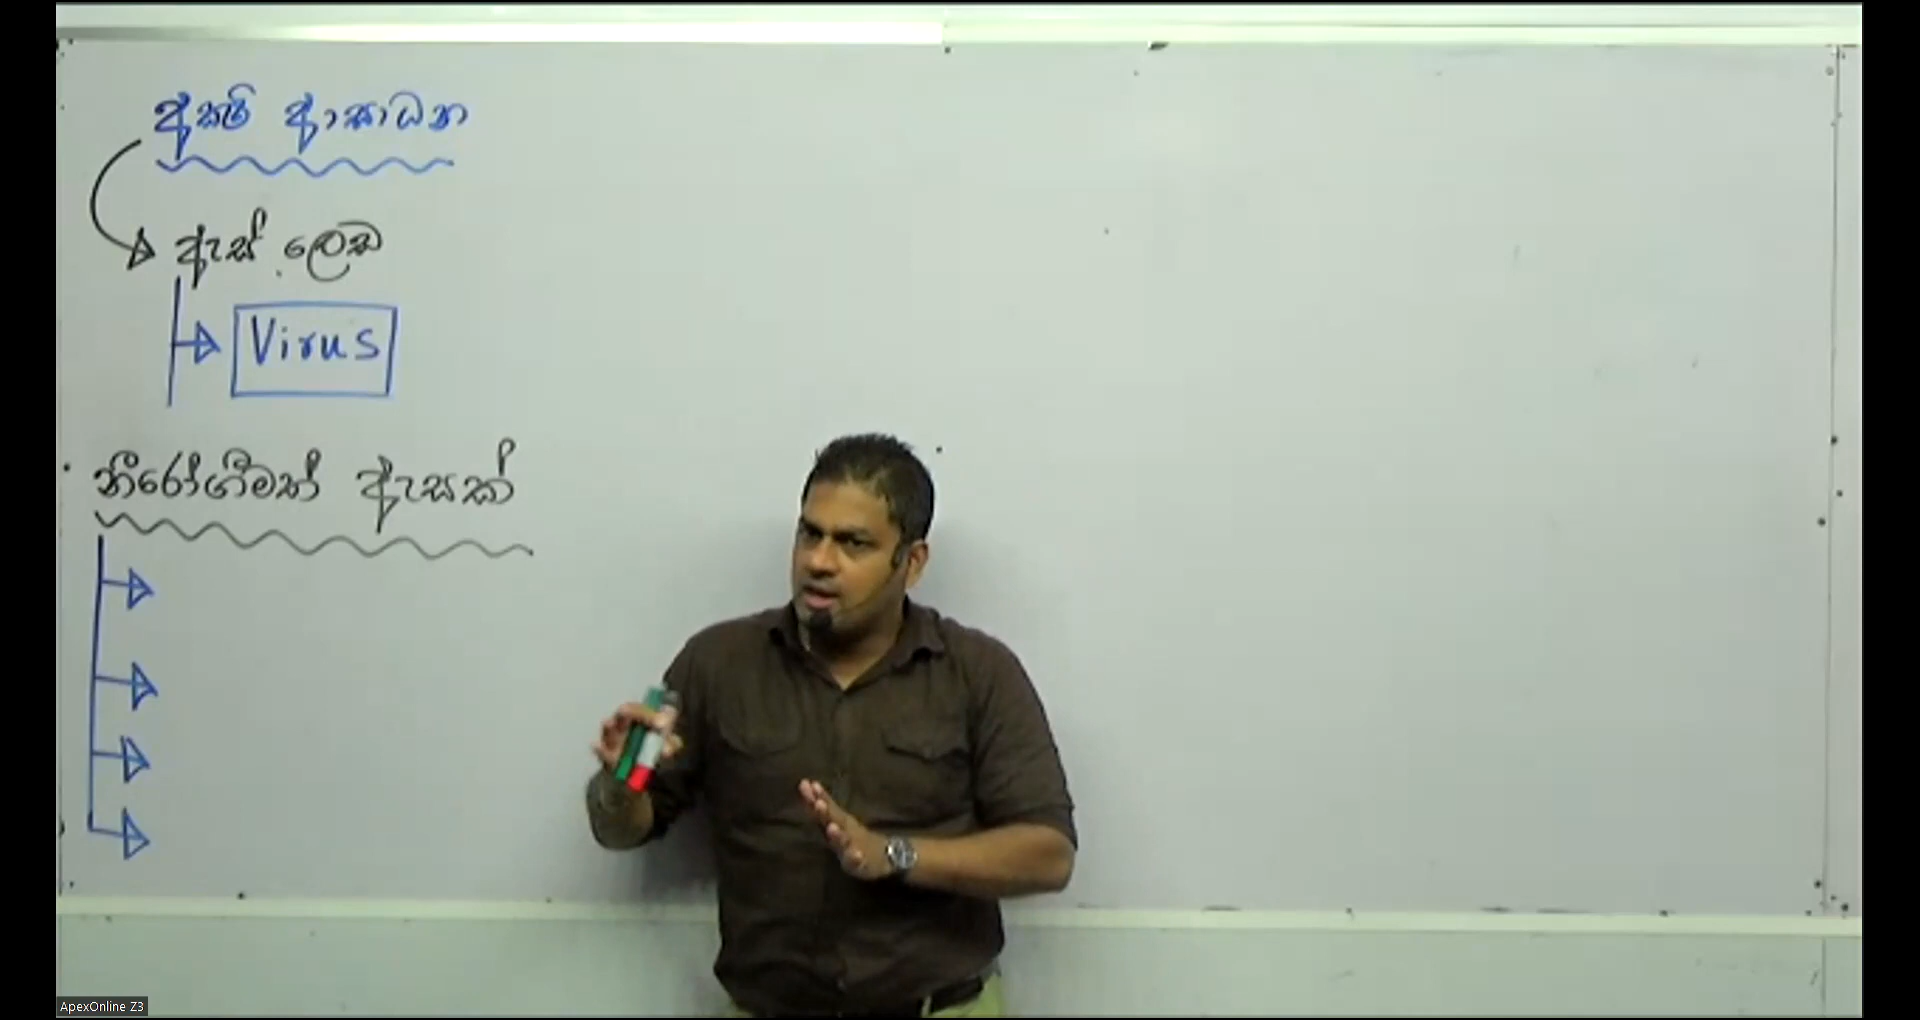 අක්ෂි ආසාධන
ඇස් ලෙඩ
Virus
නීරෝගීමත් ඇසක්
ApexOnline Z3